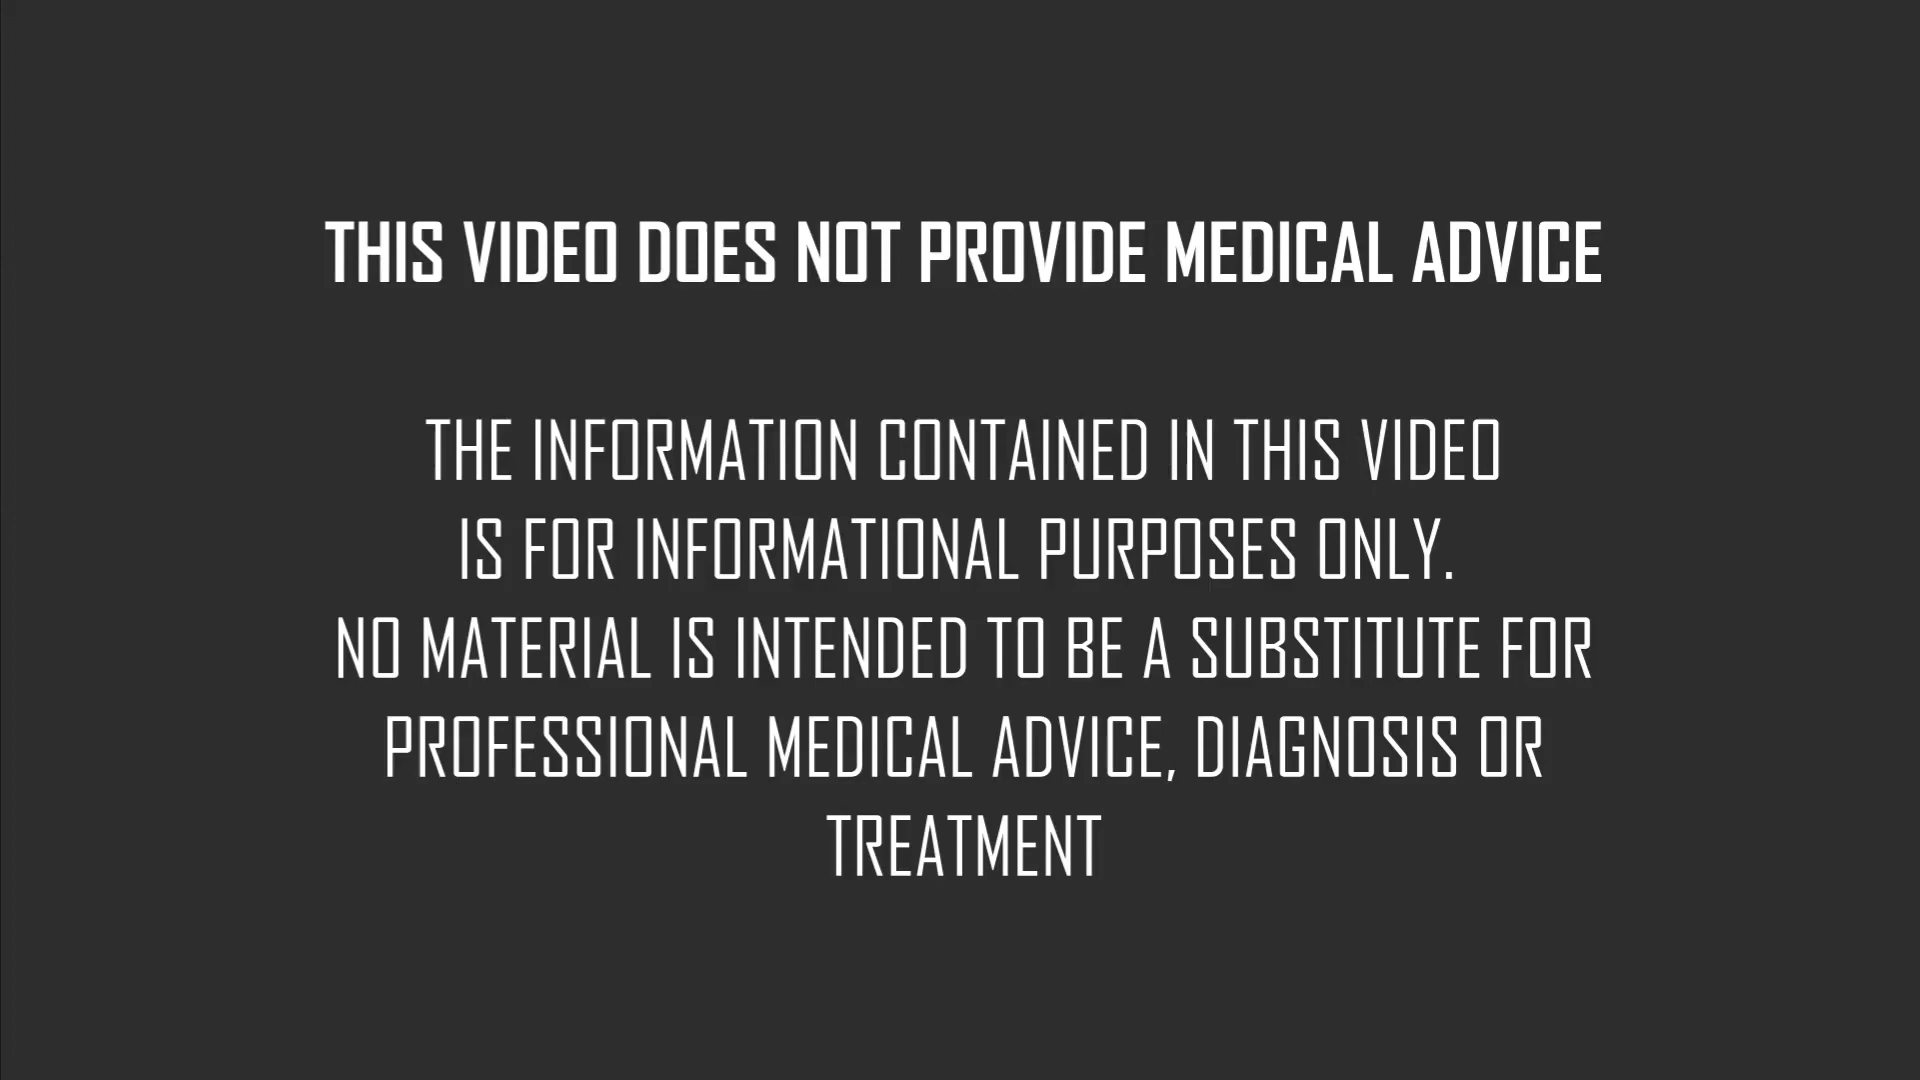 THIS VIDEO DOES NOT PROVIDE MEDICAL ADVICE
THE INFORMATION CONTAINED IN THIS VIDEO
IS FOR INFORMATIONAL PURPOSES ONLY.
NO MATERIAL IS INTENDED TO BE A SUBSTITUTE FOR
PROFESSIONAL MEDICAL ADVICE, DIAGNOSIS OR
TREATMENT